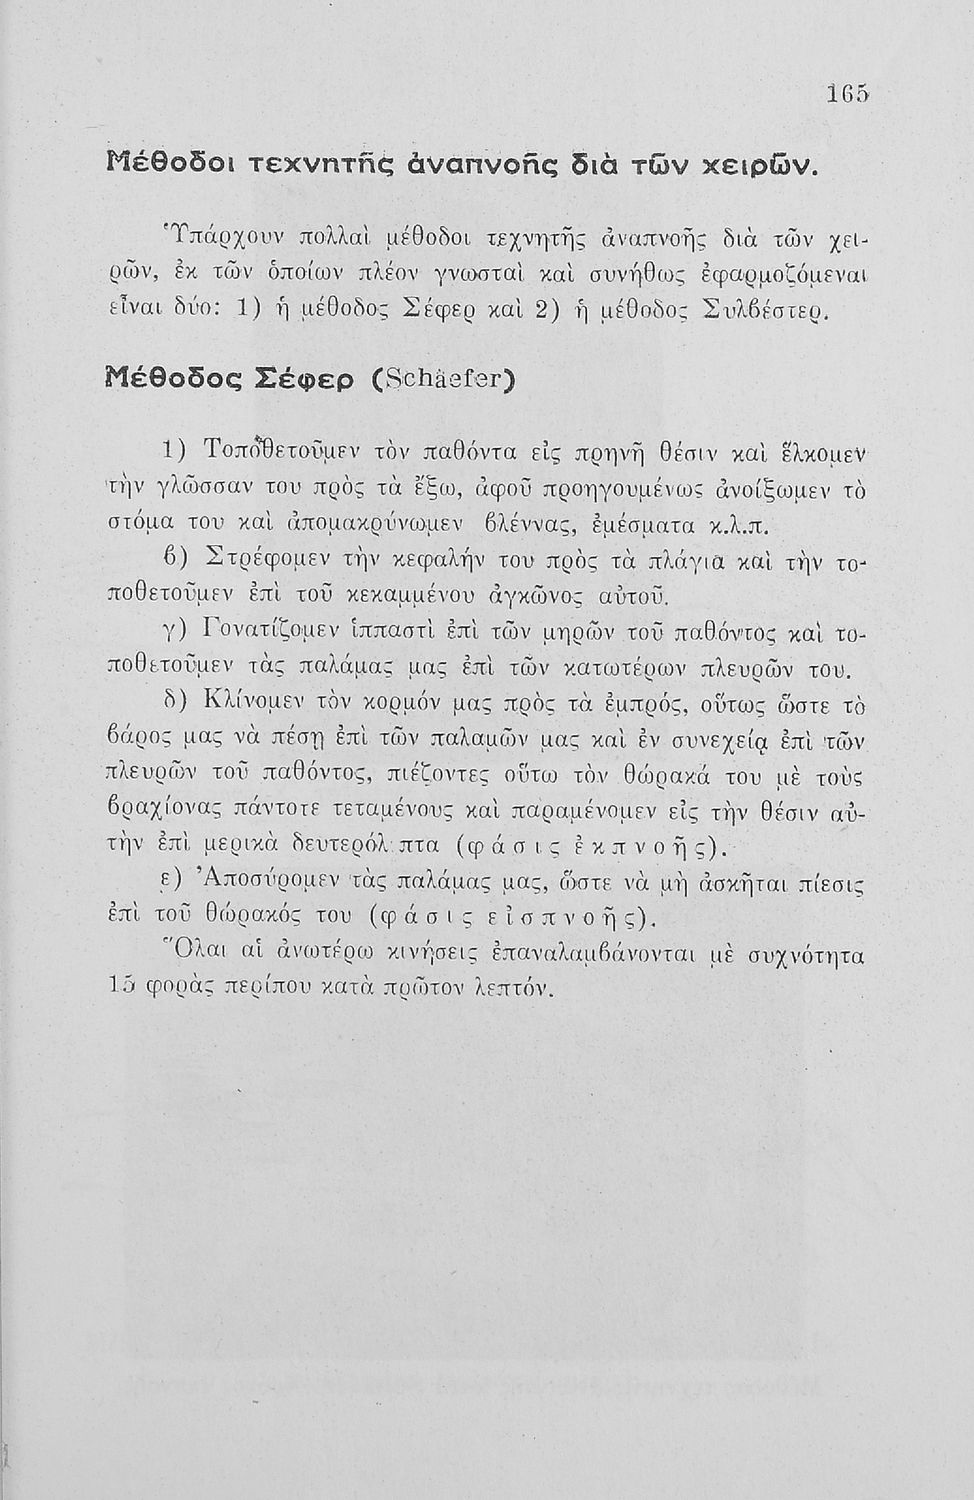 165
Μέθοδοι τεχνητῆς ἀναπνοῆς διὰ τῶν χειρῶν.
Ὑπάρχουν πολλαὶ μέθοδοι τεχνητῆς ἀναπνοῆς διὰ τῶν χει-
ρῶν, ἐκ τῶν ὁποίων πλέον γνωσταὶ καὶ συνήθως ἐφαρμοζόμεναι
εἶναι δύο: 1) ἡ μέθοδος Σέφερ καὶ 2) ἡ μέθοδος Συλβέστερ.
Μέθοδος Σέφερ (Schäefer)
1) Τοποθετοῦμεν τὸν παθόντα εἰς πρηνῆ θέσιν καὶ ἕλκομεν
τὴν γλῶσσαν του πρὸς τὰ ἔξω, ἀφοῦ προηγουμένως ἀνοίξωμεν τὸ
στόμα του καὶ ἀπομακρύνωμεν βλέννας, ἐμέσματα κ.λ.π.
β) Στρέφομεν τὴν κεφαλήν του πρὸς τὰ πλάγια καὶ τὴν το-
ποθετοῦμεν ἐπὶ τοῦ κεκαμμένου ἀγκῶνος αὐτοῦ.
γ) Γονατίζομεν ἱππαστὶ ἐπὶ τῶν μηρῶν τοῦ παθόντος καὶ το-
ποθετοῦμεν τὰς παλάμας μας ἐπὶ τῶν κατωτέρων πλευρῶν του.
δ) Κλίνομεν τὸν κορμόν μας πρὸς τὰ ἐμπρός, οὕτως ὥστε τὸ
βάρος μας νὰ πέσῃ ἐπὶ τῶν παλαμῶν μας καὶ ἐν συνεχείᾳ ἐπὶ τῶν
πλευρῶν τοῦ παθόντος, πιέζοντες οὕτω τὸν θώρακά του μὲ τοὺς
βραχίονας πάντοτε τεταμένους καὶ παραμένομεν εἰς τὴν θέσιν αὐ-
τὴν ἐπὶ μερικὰ δευτερόλ πτα (φάσις ἐκπνοῆς).
ε) Ἀποσύρομεν τὰς παλάμας μας, ὥστε νὰ μὴ ἀσκῆται πίεσις
ἐπὶ τοῦ θώρακός του (φάσις εἰσπνοῆς).
Ὅλαι αἱ ἀνωτέρω κινήσεις ἐπαναλαμβάνονται μὲ συχνότητα
15 φορὰς περίπου κατὰ πρῶτον λεπτόν.